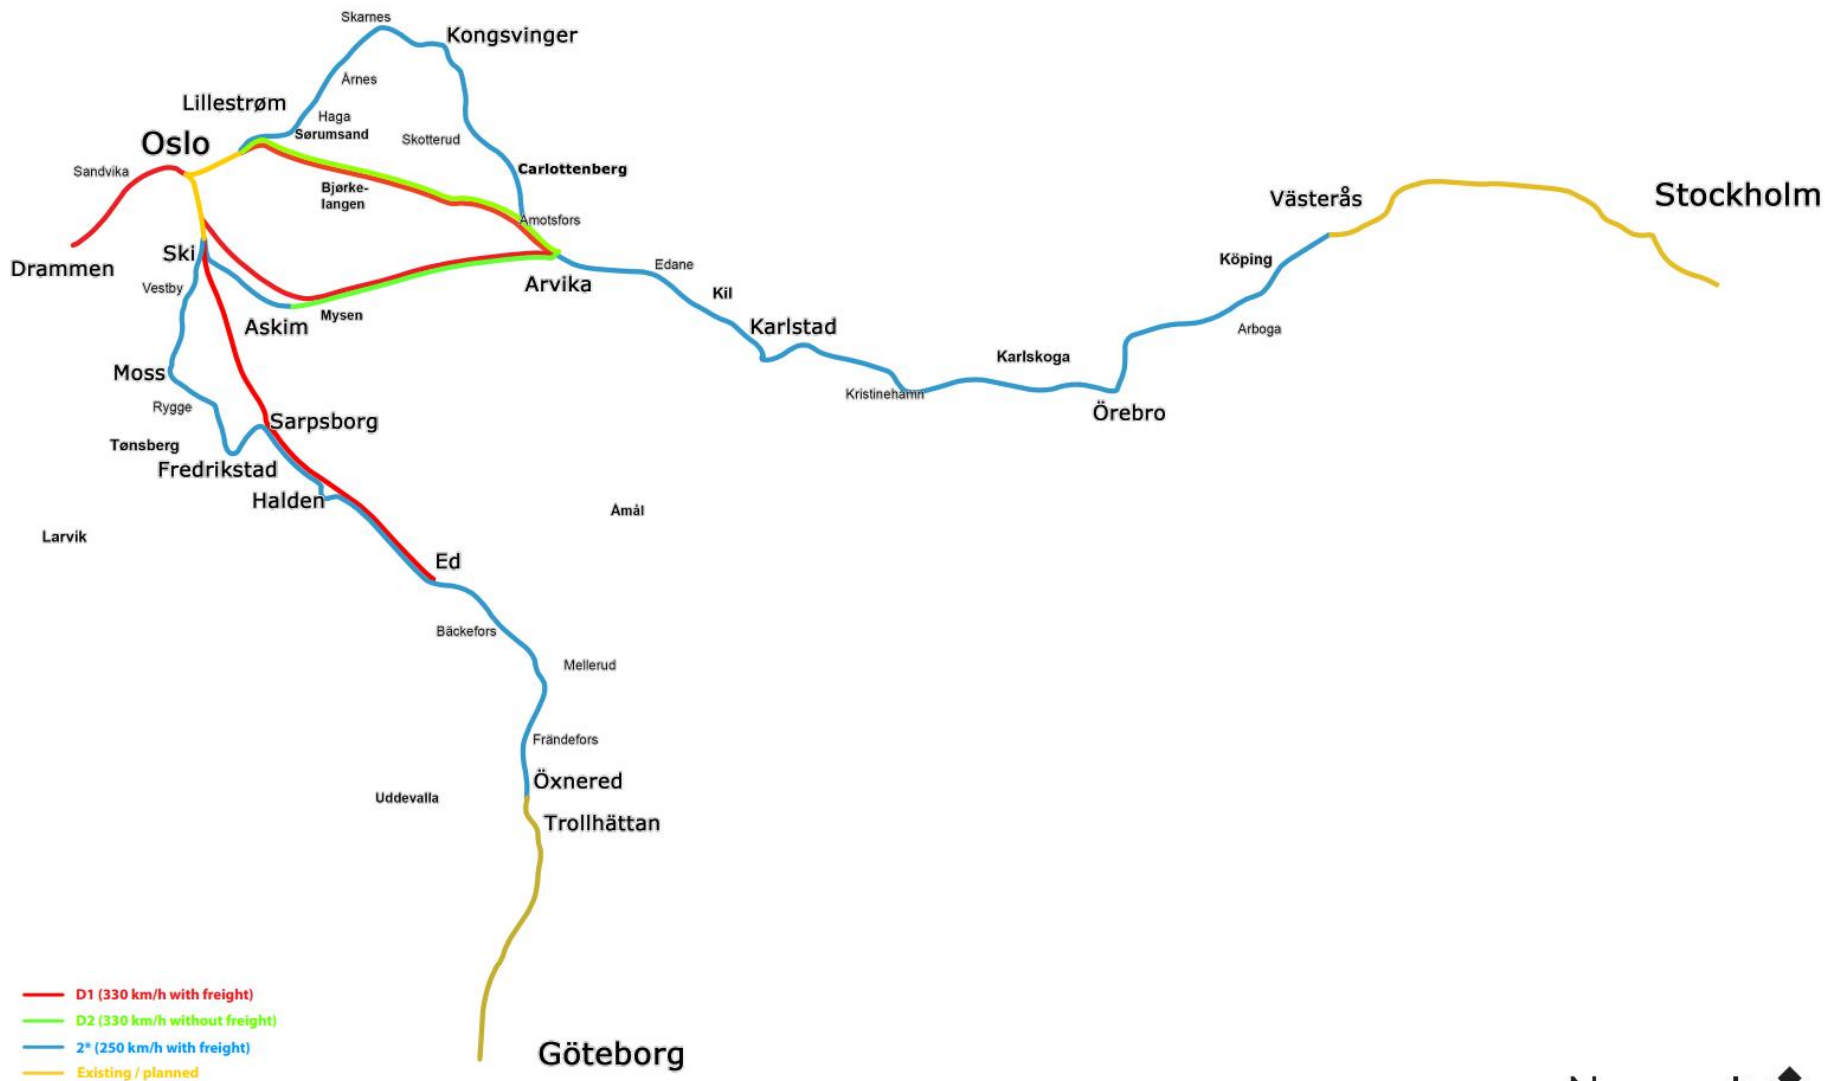 Skarnes
Kongsvinger
Årnes
Lillestrøm
Haga
Sørumsand
Oslo
Skotterud
Sandvika
Carlottenberg
Bjørke-
langen
Västerås
Stockholm
Amotsfors
Ski
Drammen
Vestby
Arvika
Edane
Köping
Kil
Askim
Mysen
Karlstad
Arboga
Moss
Karlskoga
Rygge
Kristinehamn
Örebro
Sarpsborg
Tønsberg
Fredrikstad
Halden
Åmål
Larvik
Ed
Bäckefors
Mellerud
Frändefors
Öxnered
Uddevalla
Trollhättan
D1 (330 km/h with freight)
D2 (330 km/h without freight)
2* (250 km/h with freight)
Göteborg
Existing / planned